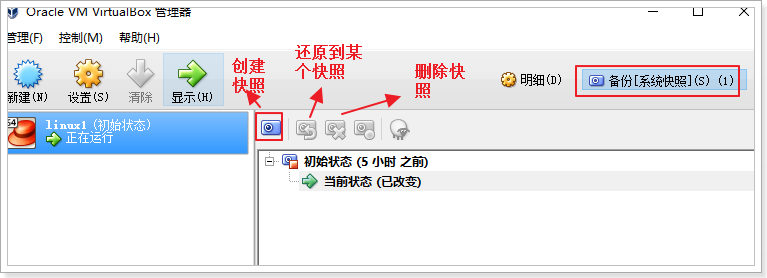 Oracle VM VirtualBox 管理器
管理(F) 控制(M) 帮助(H)
新建(N) 设置(S) 清除 显示(H)
创建快照
还原到某个快照
删除快照
明细(D) 备份[系统快照](S) (1)
64
linux1 (初始状态)
正在运行
初始状态 (5 小时 之前)
当前状态 (已改变)